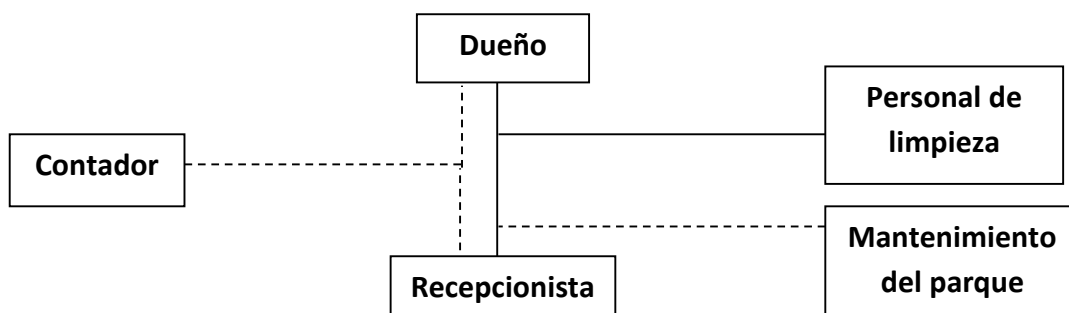 Dueño
Personal de
limpieza
Contador
Mantenimiento
del parque
Recepcionista